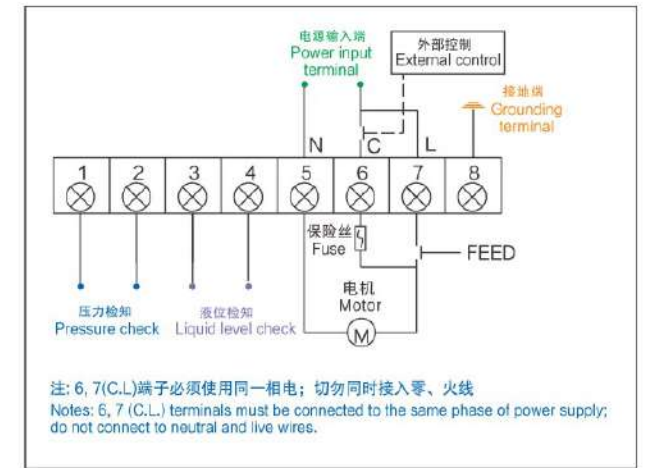 电源输入端
Power input
terminal
外部控制
External control
接地端
Grounding
terminal
N
C
L
1
2
3
4
5
6
7
8
保险丝
Fuse
FEED
电机
Motor
M
压力检知
Pressure check
液位检知
Liquid level check
注: 6, 7(C.L)端子必须使用同一相电；切勿同时接入零、火线
Notes: 6, 7 (C.L.) terminals must be connected to the same phase of power supply;
do not connect to neutral and live wires.